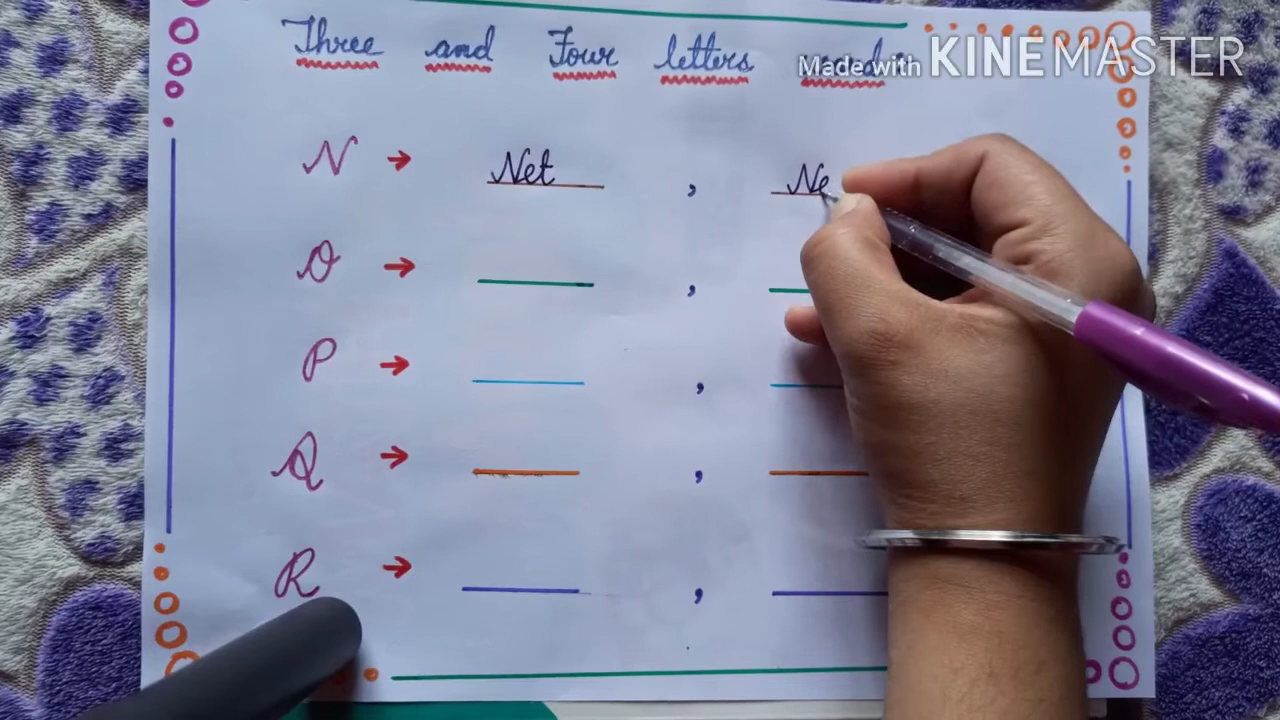 Three and Four letters
Made with KINEMASTER
N → Net , Ne
O → ,
P → ,
Q → ,
R → ,